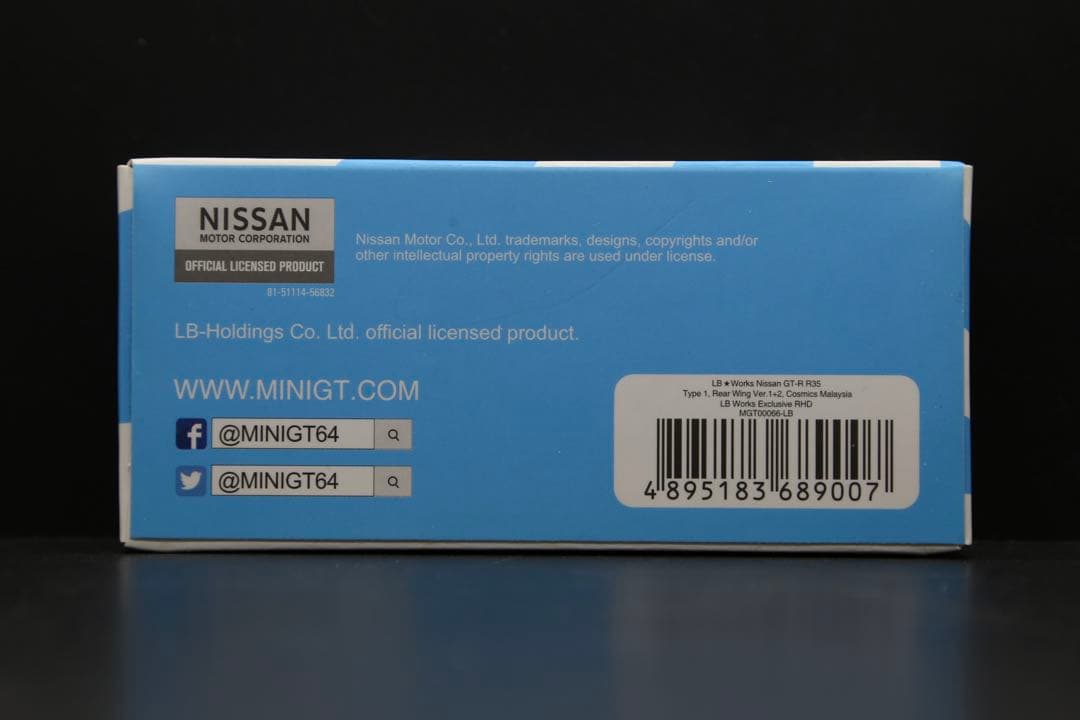 NISSAN
MOTOR CORPORATION
OFFICIAL LICENSED PRODUCT
81-51114-56832
Nissan Motor Co., Ltd. trademarks, designs, copyrights and/or
other intellectual property rights are used under license.
LB-Holdings Co. Ltd. official licensed product.
WWW.MINIGT.COM
f @MINIGT64
@MINIGT64
LB★Works Nissan GT-R R35
Type 1, Rear Wing Ver.1+2, Cosmics Malaysia
LB Works Exclusive RHD
MGT00066-LB
4 895183 689007